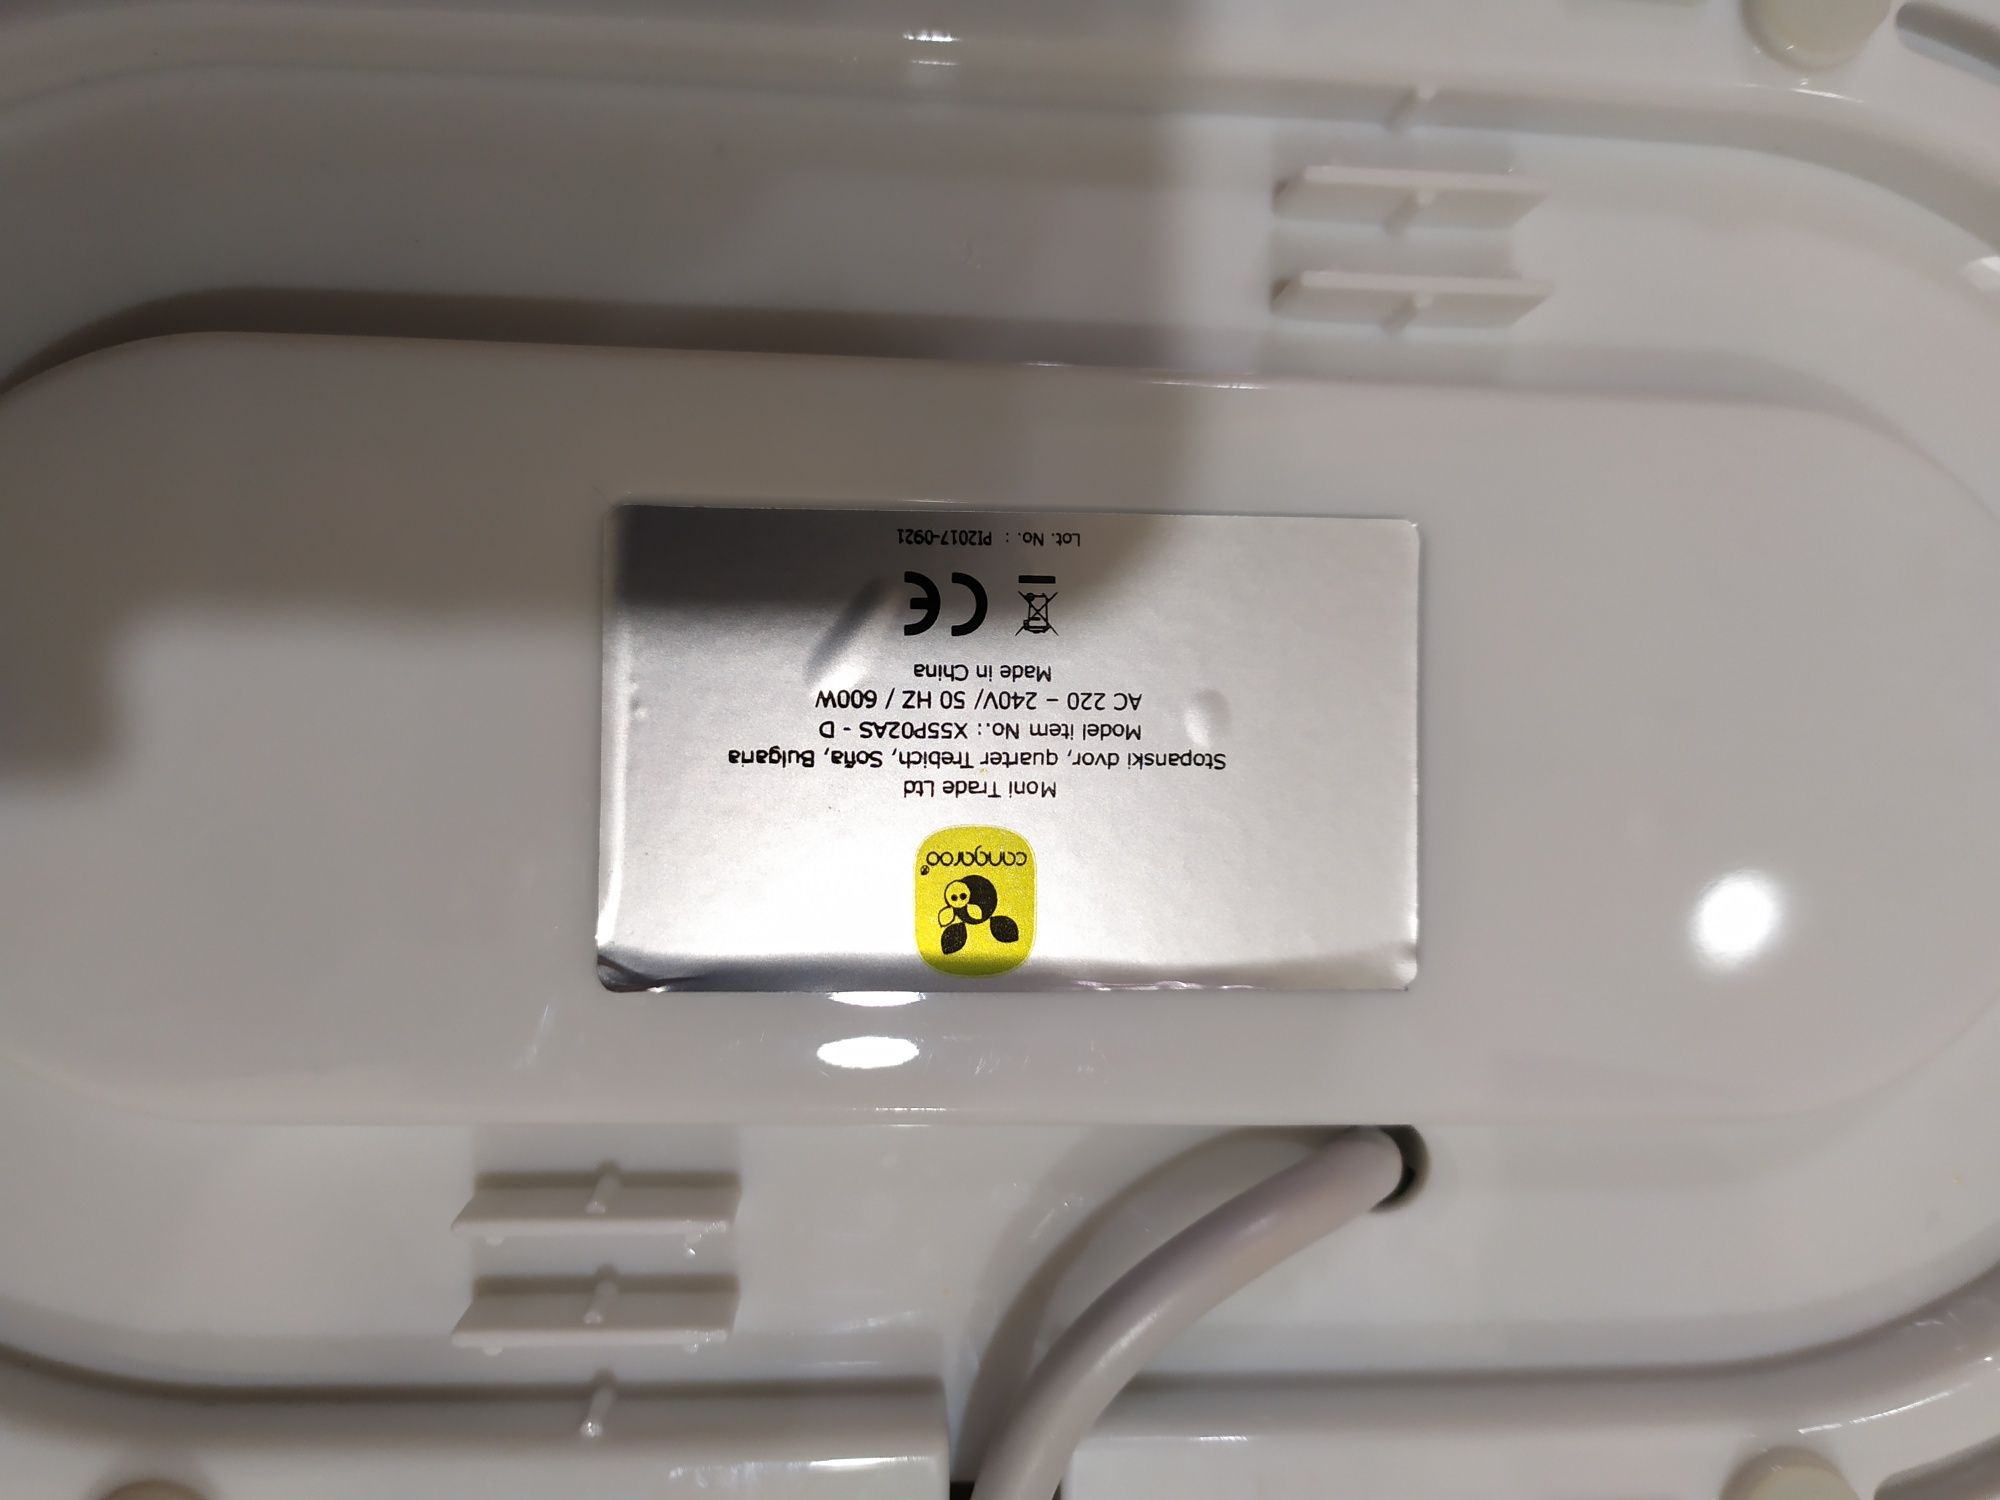 cangaroo®
Moni Trade Ltd
Stopanski dvor, quarter Trebich, Sofia, Bulgaria
Model item No.: X55P02AS - D
AC 220 – 240V/ 50 HZ / 600W
Made in China
CE
Lot. No. : PI2017-0921